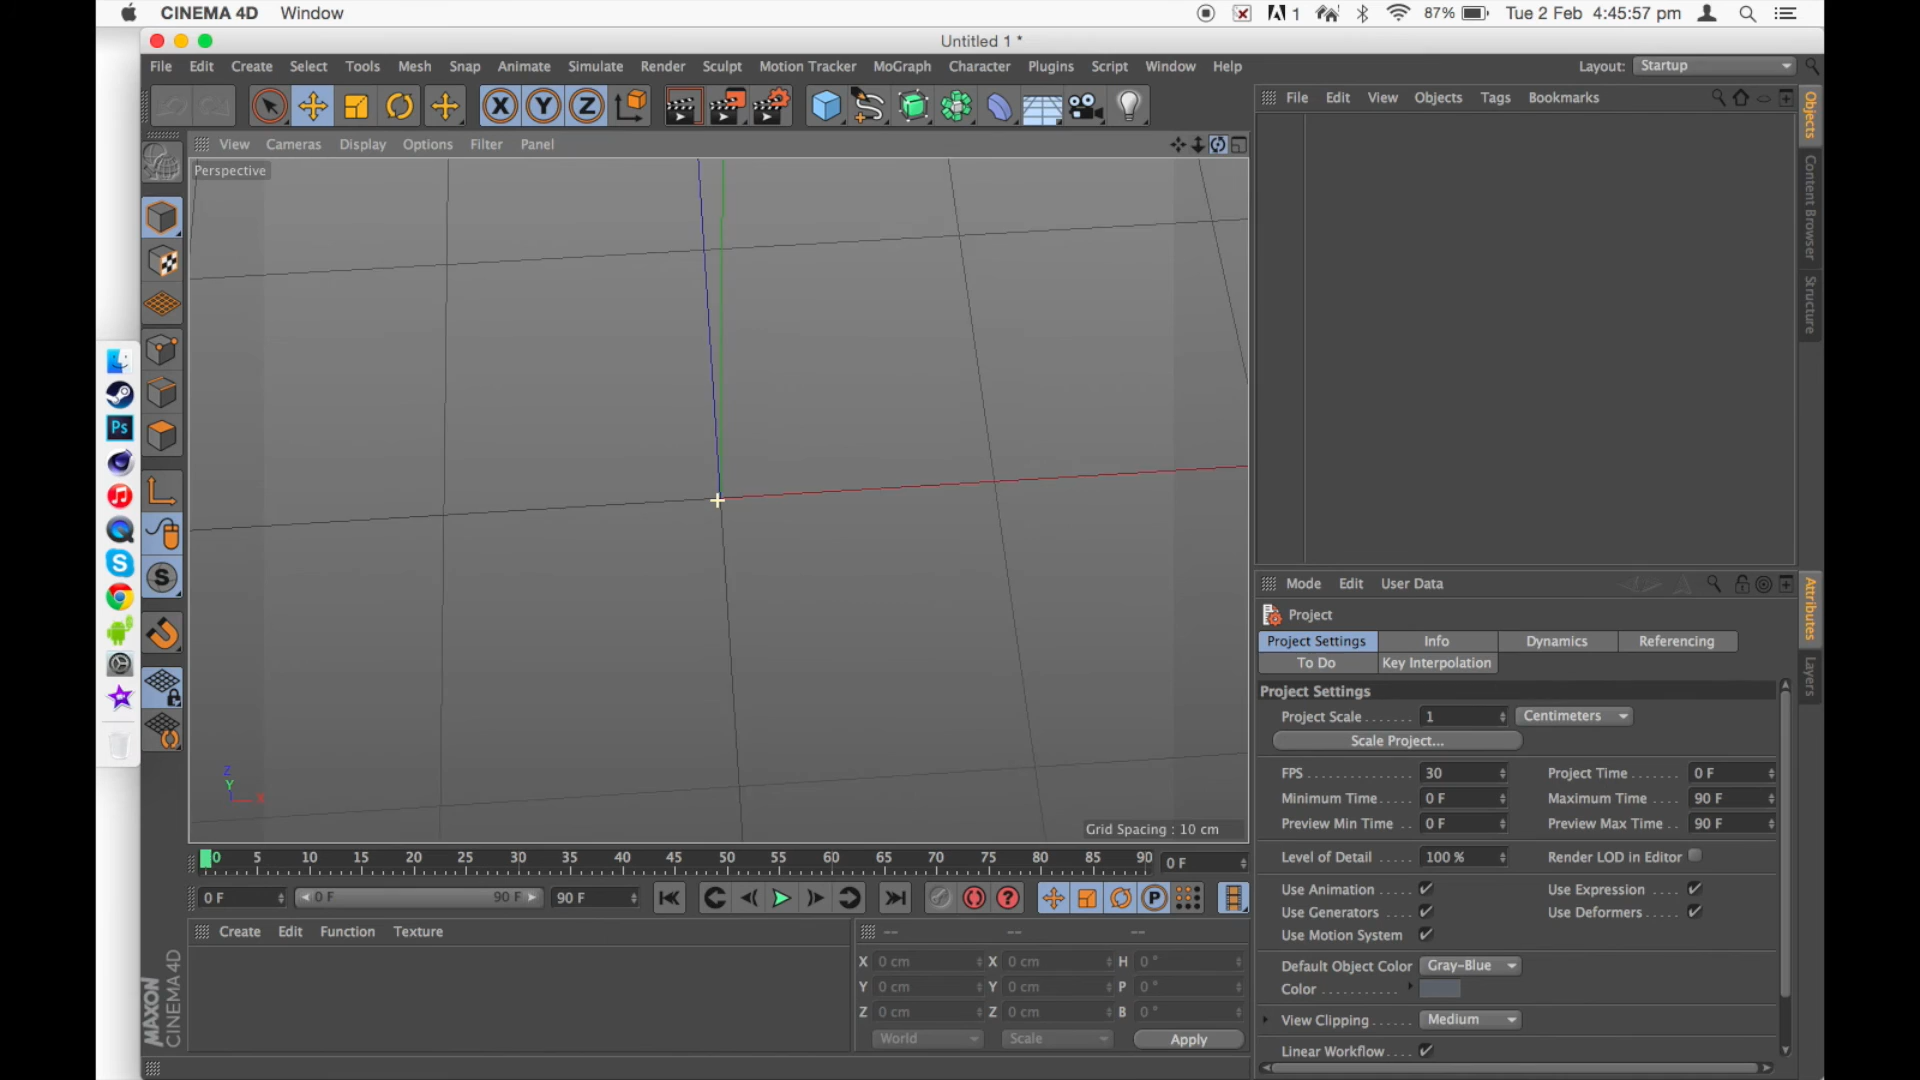 CINEMA 4D Window
1 87% Tue 2 Feb 4:45:57 pm
Untitled 1 *
File Edit Create Select Tools Mesh Snap Animate Simulate Render Sculpt Motion Tracker MoGraph Character Plugins Script Window Help
Layout: Startup
X Y Z
File Edit View Objects Tags Bookmarks
Objects
Content Browser
Structure
View Cameras Display Options Filter Panel
Perspective
Ps
S
Z
Y
X
Grid Spacing : 10 cm
0 5 10 15 20 25 30 35 40 45 50 55 60 65 70 75 80 85 90 0 F
0 F 0 F 90 F 90 F
P
Create Edit Function Texture
-- -- --
X 0 cm X 0 cm H 0 °
Y 0 cm Y 0 cm P 0 °
Z 0 cm Z 0 cm B 0 °
World Scale Apply
MAXON
CINEMA 4D
Mode Edit User Data
Attributes
Layers
Project
Project Settings Info Dynamics Referencing
To Do Key Interpolation
Project Settings
Project Scale . . . . . . . 1 Centimeters
Scale Project...
FPS . . . . . . . . . . . . . 30 Project Time . . . . . . 0 F
Minimum Time. . . . . 0 F Maximum Time . . . . 90 F
Preview Min Time . . 0 F Preview Max Time . . 90 F
Level of Detail . . . . . 100 % Render LOD in Editor
Use Animation . . . . Use Expression . . . .
Use Generators . . . . Use Deformers . . . .
Use Motion System
Default Object Color Gray-Blue
Color . . . . . . . . . . .
View Clipping . . . . . . Medium
Linear Workflow . . . .